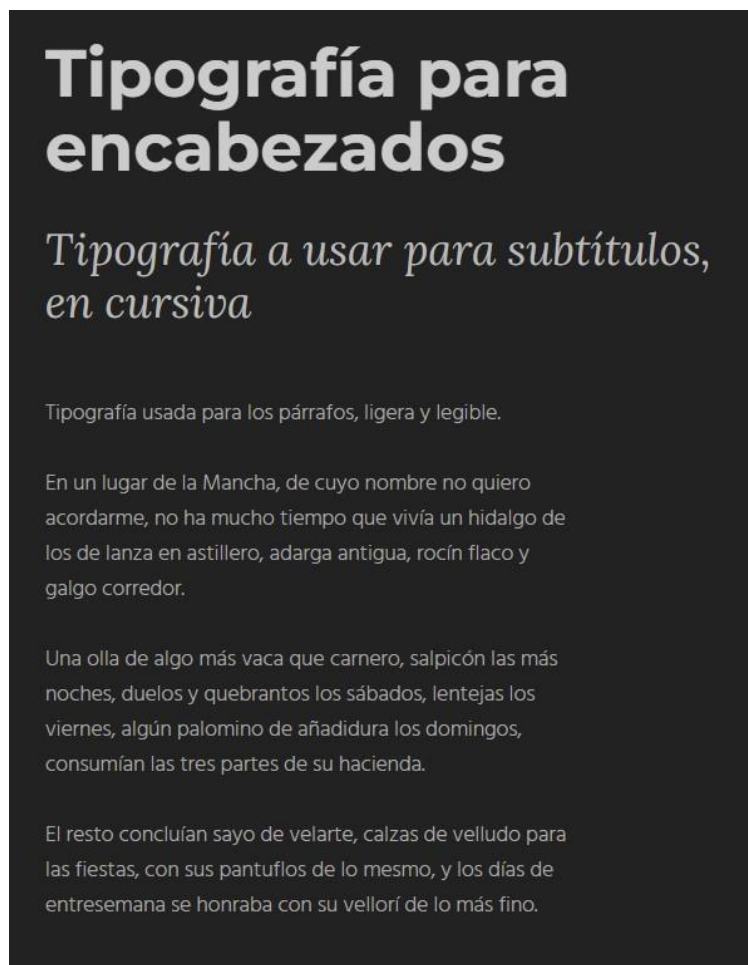 Tipografía para
encabezados
Tipografía a usar para subtítulos,
en cursiva
Tipografía usada para los párrafos, ligera y legible.
En un lugar de la Mancha, de cuyo nombre no quiero
acordarme, no ha mucho tiempo que vivía un hidalgo de
los de lanza en astillero, adarga antigua, rocín flaco y
galgo corredor.
Una olla de algo más vaca que carnero, salpicón las más
noches, duelos y quebrantos los sábados, lentejas los
viernes, algún palomino de añadidura los domingos,
consumían las tres partes de su hacienda.
El resto concluían sayo de velarte, calzas de velludo para
las fiestas, con sus pantuflos de lo mesmo, y los días de
entresemana se honraba con su vellorí de lo más fino.